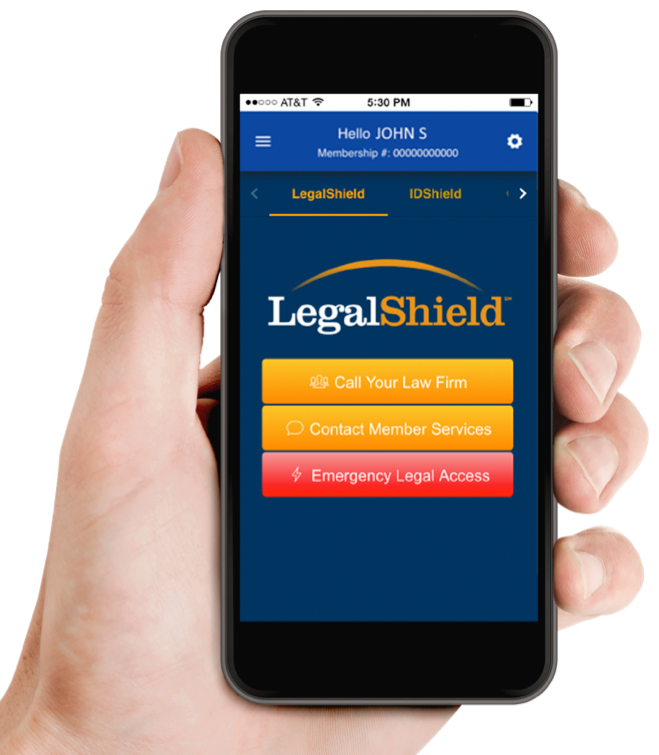 AT&T 5:30 PM
Hello JOHN S
Membership #: 00000000000
LegalShield IDShield
LegalShield℠
Call Your Law Firm
Contact Member Services
Emergency Legal Access